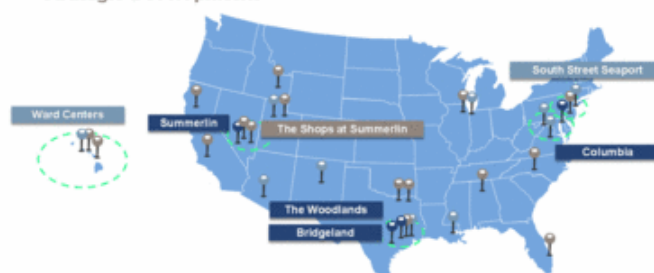 South Street Seaport
Ward Centers
Summerlin
The Shops at Summerlin
Columbia
The Woodlands
Bridgeland